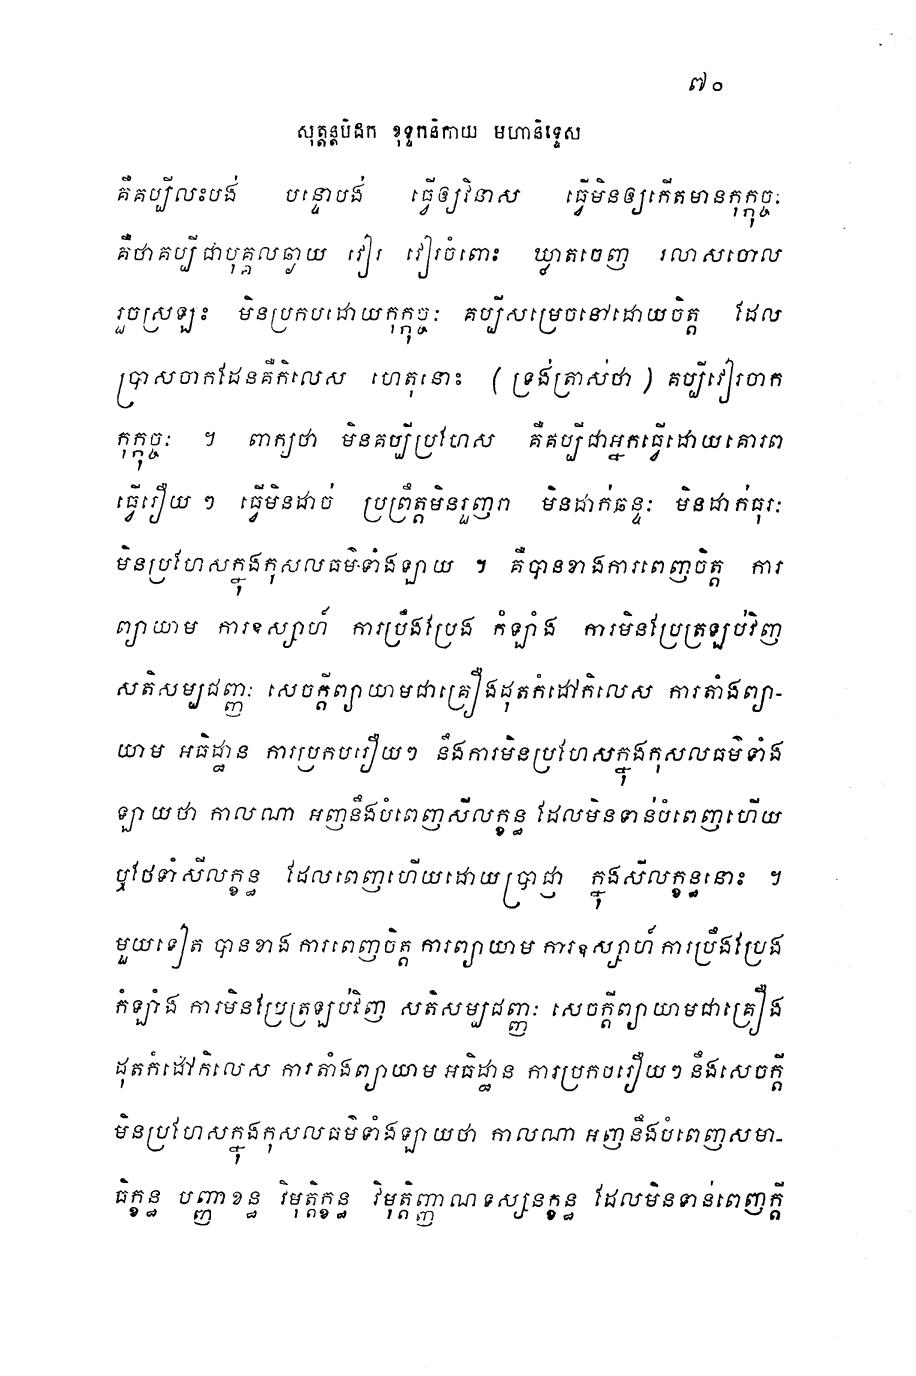 ៧០
សុត្តន្តបិដក ខុទ្ទកនិកាយ មហានិទ្ទេស
គឺគប្បីលះបង់ បន្ទោបង់ ធ្វើឲ្យវិនាស ធ្វើមិនឲ្យកើតមានកុក្កុច្ចៈ
គឺថាគប្បីជាបុគ្គលឆ្ងាយ វៀរ វៀរចំពោះ ឃ្លាតចេញ រលាសចោល
រួចស្រឡះ មិនប្រកបដោយកុក្កុច្ចៈ គប្បីសម្រេចនៅដោយចិត្ត ដែល
ប្រាសចាកដែនគឺកិលេស ហេតុនោះ (ទ្រង់ត្រាស់ថា) គប្បីវៀរចាក
កុក្កុច្ចៈ ។ ពាក្យថា មិនគប្បីប្រហែស គឺគប្បីជាអ្នកធ្វើដោយគោរព
ធ្វើរឿយ ៗ ធ្វើមិនដាច់ ប្រព្រឹត្តមិនរួញរា មិនដាក់ឆន្ទៈ មិនដាក់ធុរៈ
មិនប្រហែសក្នុងកុសលធម៌ទាំងឡាយ ។ គឺបានខាងការពេញចិត្ត ការ
ព្យាយាម ការឧស្សាហ៍ ការប្រឹងប្រែង កំឡាំង ការមិនប្រែត្រឡប់វិញ
សតិសម្បជញ្ញៈ សេចក្តីព្យាយាមជាគ្រឿងដុតកំដៅកិលេស ការតាំងព្យា-
យាម អធិដ្ឋាន ការប្រកបរឿយៗ នឹងការមិនប្រហែសក្នុងកុសលធម៌ទាំង
ឡាយថា កាលណា អញនឹងបំពេញសីលក្ខន្ធ ដែលមិនទាន់បំពេញហើយ
ឬថែទាំសីលក្ខន្ធ ដែលពេញហើយដោយប្រាជ្ញា ក្នុងសីលក្ខន្ធនោះ ។
មួយទៀត បានខាង ការពេញចិត្ត ការព្យាយាម ការឧស្សាហ៍ ការប្រឹងប្រែង
កំឡាំង ការមិនប្រែត្រឡប់វិញ សតិសម្បជញ្ញៈ សេចក្តីព្យាយាមជាគ្រឿង
ដុតកំដៅកិលេស ការតាំងព្យាយាម អធិដ្ឋាន ការប្រកបរឿយៗ នឹងសេចក្តី
មិនប្រហែសក្នុងកុសលធម៌ទាំងឡាយថា កាលណា អញនឹងបំពេញសមា-
ធិក្ខន្ធ បញ្ញាខន្ធ វិមុត្តិក្ខន្ធ វិមុត្តិញ្ញាណទស្សនក្ខន្ធ ដែលមិនទាន់ពេញក្តី